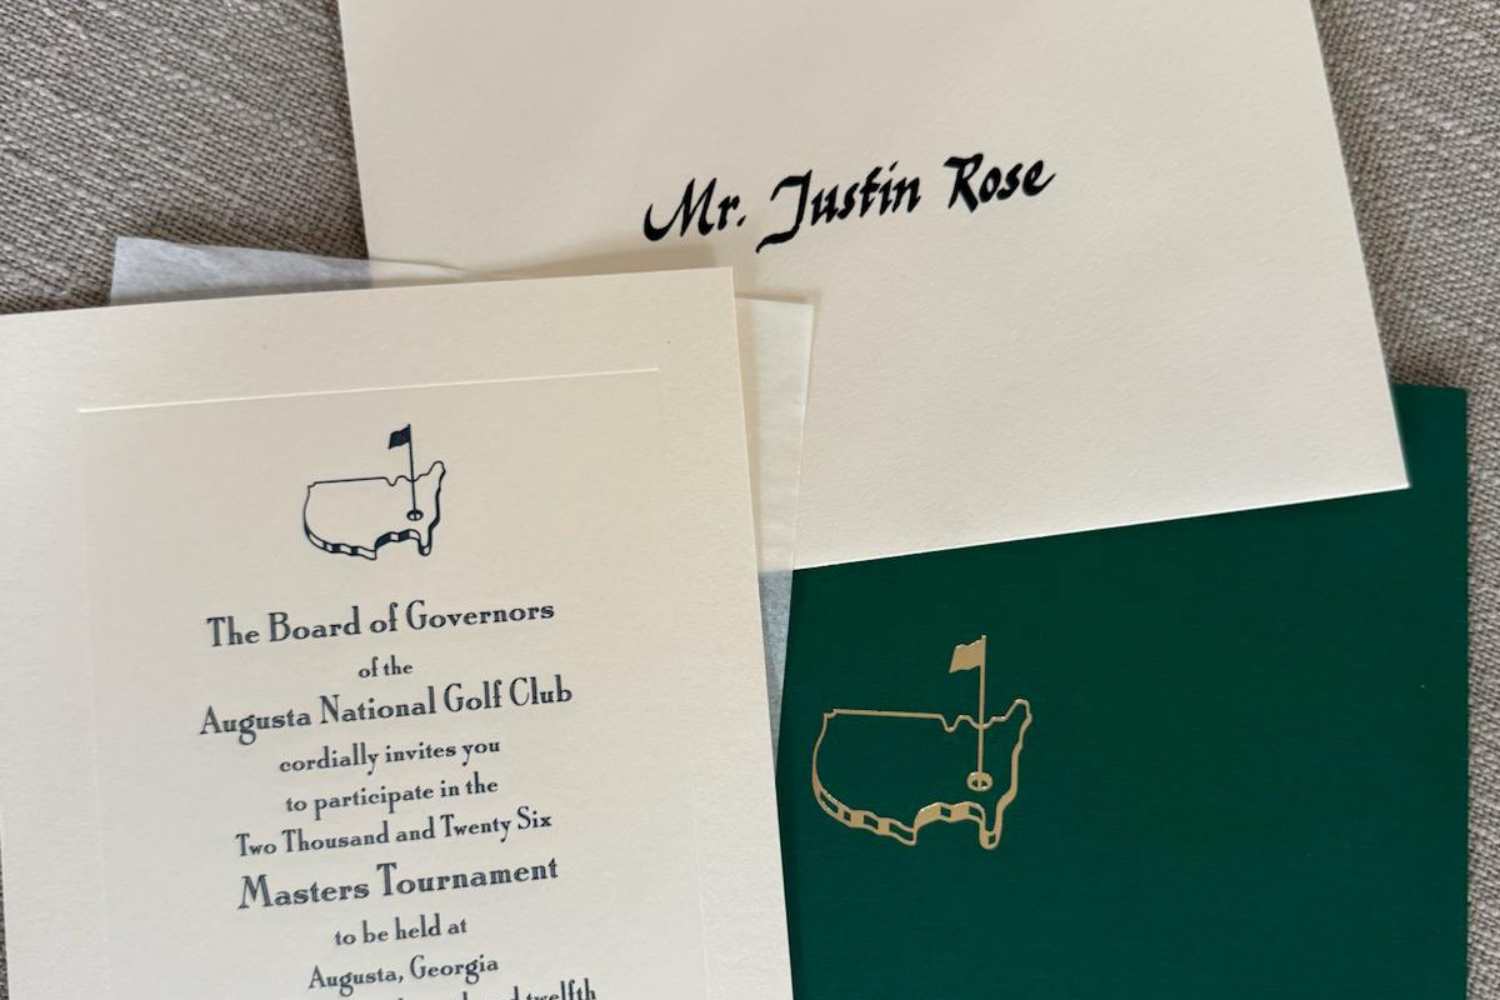 Mr. Justin Rose
The Board of Governors
of the
Augusta National Golf Club
cordially invites you
to participate in the
Two Thousand and Twenty Six
Masters Tournament
to be held at
Augusta, Georgia
twelfth